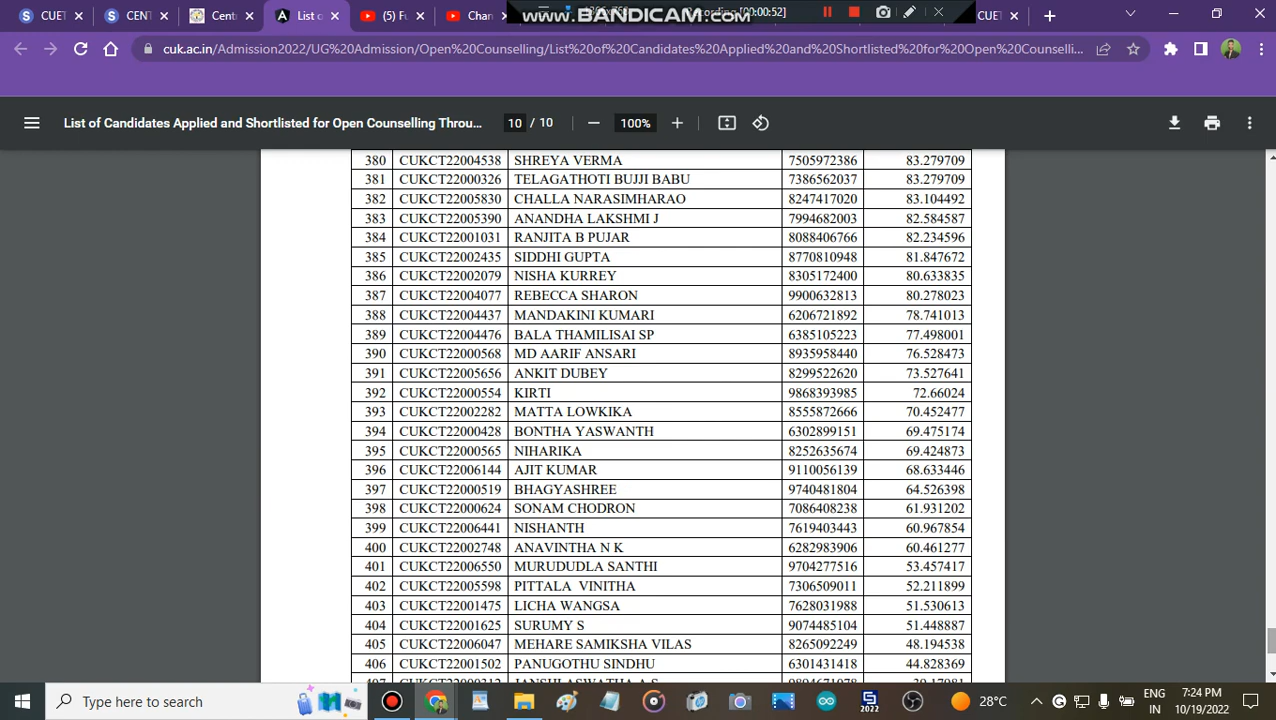 CUET
CENT
Centr
List o
(5) Fu
Chan
www.BANDICAM.com
Recording [00:00:52]
CUET
cuk.ac.in/Admission2022/UG%20Admission/Open%20Counselling/List%20of%20Candidates%20Applied%20and%20Shortlisted%20for%20Open%20Counselli...
List of Candidates Applied and Shortlisted for Open Counselling Throu...
10 / 10
100%
380 CUKCT22004538 SHREYA VERMA 7505972386 83.279709
381 CUKCT22000326 TELAGATHOTI BUJJI BABU 7386562037 83.279709
382 CUKCT22005830 CHALLA NARASIMHARAO 8247417020 83.104492
383 CUKCT22005390 ANANDHA LAKSHMI J 7994682003 82.584587
384 CUKCT22001031 RANJITA B PUJAR 8088406766 82.234596
385 CUKCT22002435 SIDDHI GUPTA 8770810948 81.847672
386 CUKCT22002079 NISHA KURREY 8305172400 80.633835
387 CUKCT22004077 REBECCA SHARON 9900632813 80.278023
388 CUKCT22004437 MANDAKINI KUMARI 6206721892 78.741013
389 CUKCT22004476 BALA THAMILISAI SP 6385105223 77.498001
390 CUKCT22000568 MD AARIF ANSARI 8935958440 76.528473
391 CUKCT22005656 ANKIT DUBEY 8299522620 73.527641
392 CUKCT22000554 KIRTI 9868393985 72.66024
393 CUKCT22002282 MATTA LOWKIKA 8555872666 70.452477
394 CUKCT22000428 BONTHA YASWANTH 6302899151 69.475174
395 CUKCT22000565 NIHARIKA 8252635674 69.424873
396 CUKCT22006144 AJIT KUMAR 9110056139 68.633446
397 CUKCT22000519 BHAGYASHREE 9740481804 64.526398
398 CUKCT22000624 SONAM CHODRON 7086408238 61.931202
399 CUKCT22006441 NISHANTH 7619403443 60.967854
400 CUKCT22002748 ANAVINTHA N K 6282983906 60.461277
401 CUKCT22006550 MURUDUDLA SANTHI 9704277516 53.457417
402 CUKCT22005598 PITTALA VINITHA 7306509011 52.211899
403 CUKCT22001475 LICHA WANGSA 7628031988 51.530613
404 CUKCT22001625 SURUMY S 9074485104 51.448887
405 CUKCT22006047 MEHARE SAMIKSHA VILAS 8265092249 48.194538
406 CUKCT22001502 PANUGOTHU SINDHU 6301431418 44.828369
Type here to search
2022
28°C
ENG
IN
7:24 PM
10/19/2022